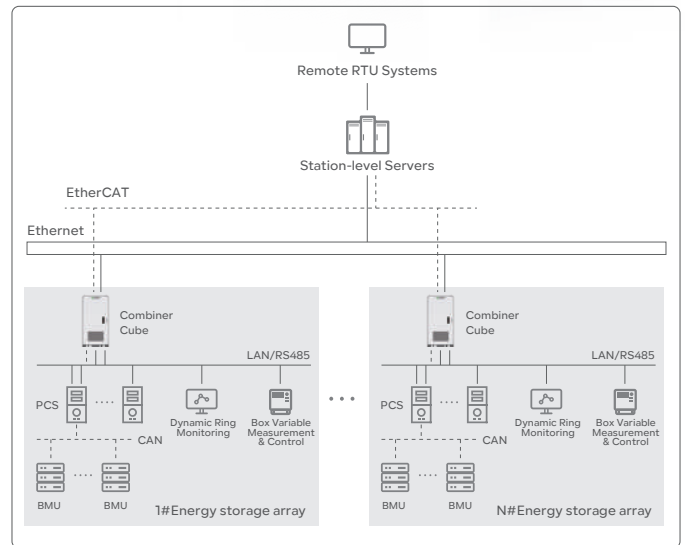 Remote RTU Systems
Station-level Servers
EtherCAT
Ethernet
Combiner
Cube
LAN/RS485
PCS
Dynamic Ring
Monitoring
Box Variable
Measurement
& Control
CAN
BMU
BMU
1#Energy storage array
Combiner
Cube
LAN/RS485
PCS
Dynamic Ring
Monitoring
Box Variable
Measurement
& Control
CAN
BMU
BMU
N#Energy storage array